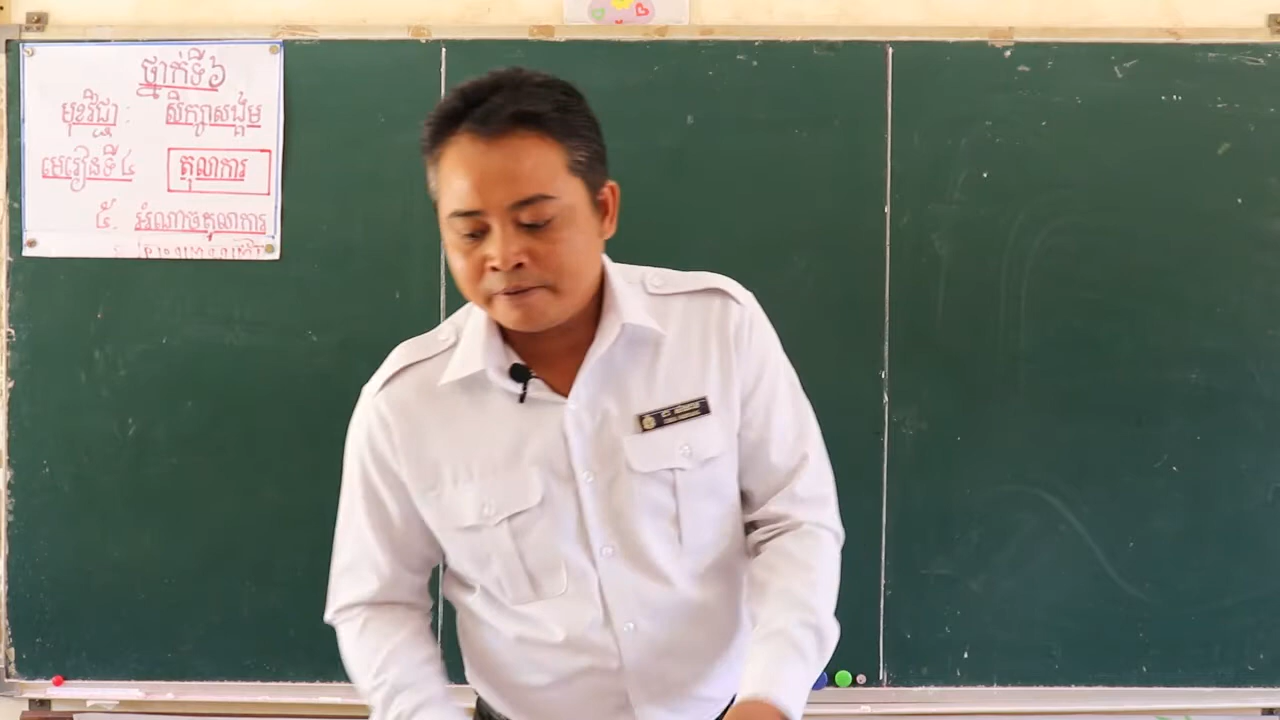 ថ្នាក់ទី៦
មុខវិជ្ជា : សិក្សាសង្គម
មេរៀនទី៤ តុលាការ
៥. អំណាចតុលាការ